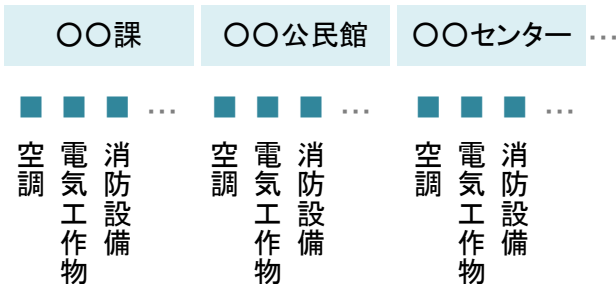 〇〇課
〇〇公民館
〇〇センター
…
…
…
…
空調
電気工作物
消防設備
空調
電気工作物
消防設備
空調
電気工作物
消防設備